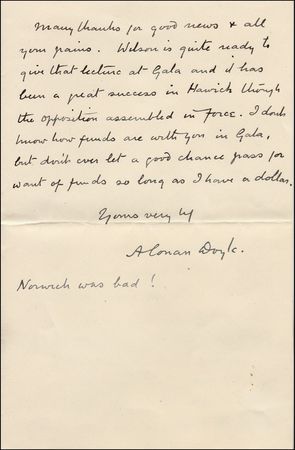 Many thanks for good news & all
your pains. Welson is quite ready to
give that lecture at Gala and it has
been a great success in Hawick though
the opposition assembled in force. I don't
know how funds are with you in Gala,
but don't ever let a good chance pass for
want of funds so long as I have a dollar.
Yours very ty
A Conan Doyle.
Norwich was bad!